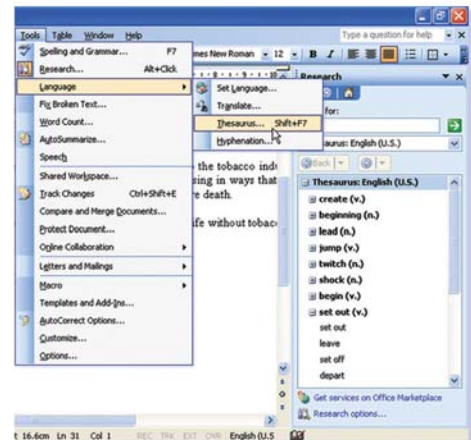 Tools Table Window Help
Type a question for help
Spelling and Grammar... F7
Research... Alt+Click
Language
Fix Broken Text...
Word Count...
AutoSummarize...
Speech
Shared Workspace...
Track Changes Ctrl+Shift+E
Compare and Merge Documents...
Protect Document...
Online Collaboration
Letters and Mailings
Macro
Templates and Add-Ins...
AutoCorrect Options...
Customize...
Options...
mes New Roman 12 B I
Set Language...
Translate...
Thesaurus... Shift+F7
Hyphenation...
the tobacco indu
sing in ways that
e death.
ife without tobacc
Research
for:
aurus: English (U.S.)
Back
Thesaurus: English (U.S.)
create (v.)
beginning (n.)
lead (n.)
jump (v.)
twitch (n.)
shock (n.)
begin (v.)
set out (v.)
set out
leave
set off
depart
Get services on Office Marketplace
Research options...
t 16.6cm Ln 31 Col 1 REC TRK EXT OVR English (U.S